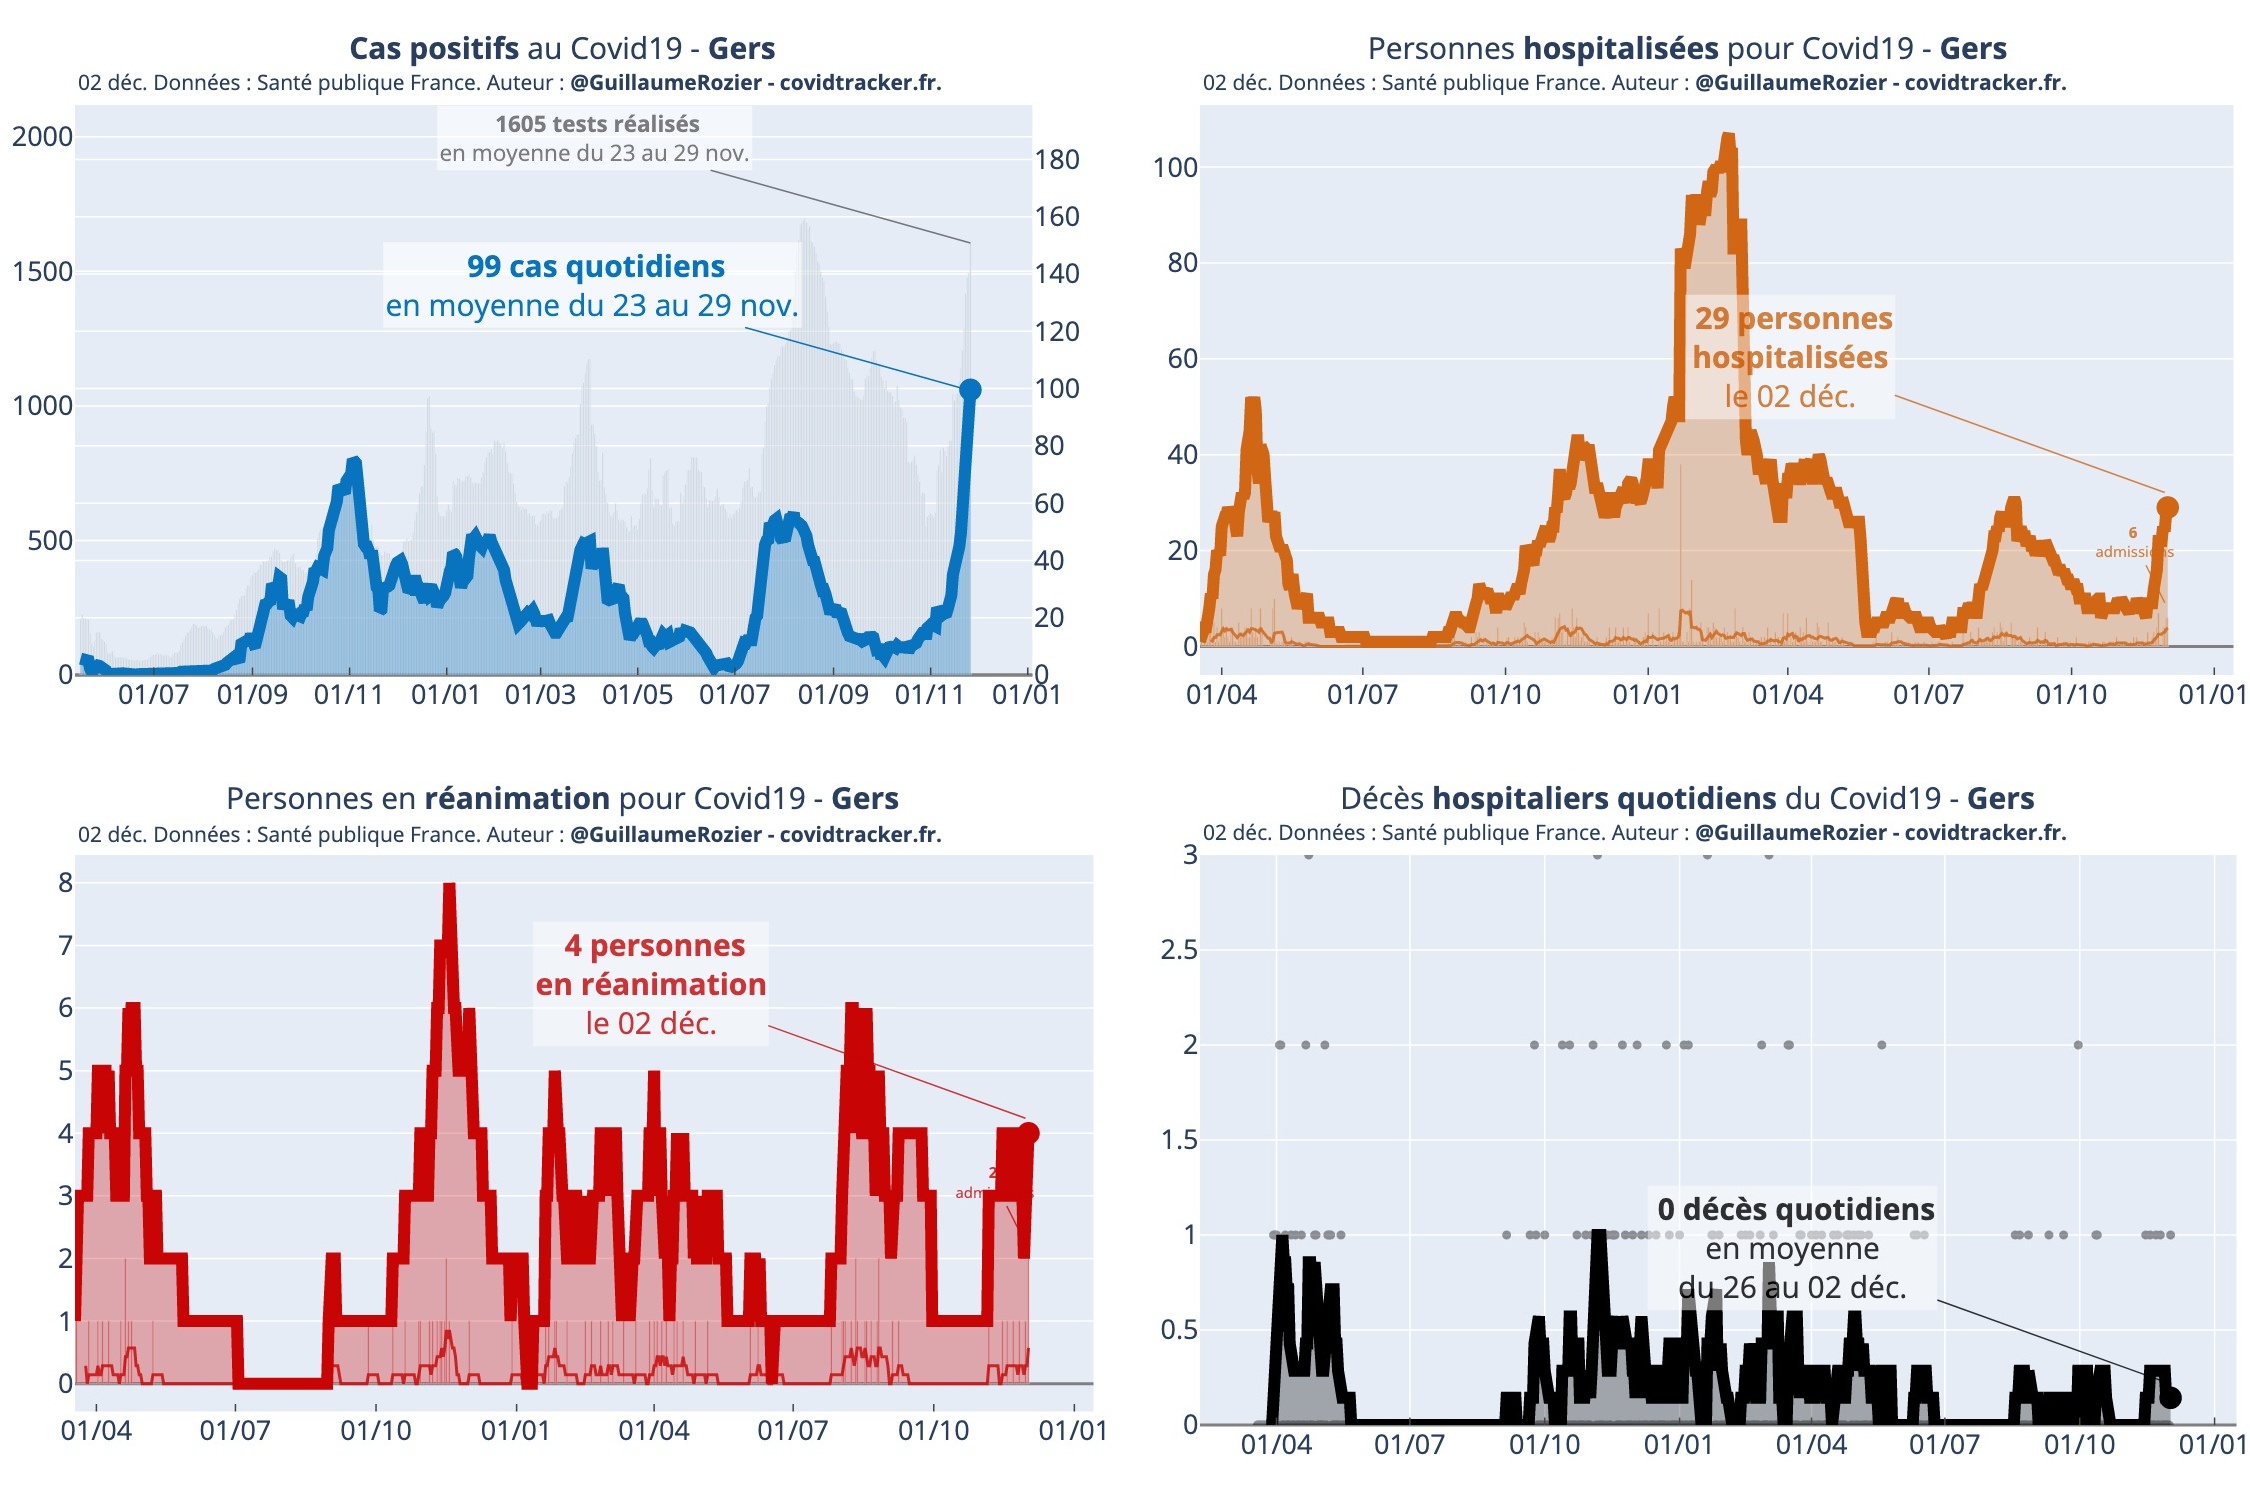 Cas positifs au Covid19 - Gers
02 déc. Données : Santé publique France. Auteur : @GuillaumeRozier - covidtracker.fr.
2000
1500
1000
500
0
180
160
140
120
100
80
60
40
20
0
1605 tests réalisés
en moyenne du 23 au 29 nov.
99 cas quotidiens
en moyenne du 23 au 29 nov.
01/07 01/09 01/11 01/01 01/03 01/05 01/07 01/09 01/11 01/01
Personnes hospitalisées pour Covid19 - Gers
02 déc. Données : Santé publique France. Auteur : @GuillaumeRozier - covidtracker.fr.
100
80
60
40
20
0
29 personnes
hospitalisées
le 02 déc.
6
admissions
01/04 01/07 01/10 01/01 01/04 01/07 01/10 01/01
Personnes en réanimation pour Covid19 - Gers
02 déc. Données : Santé publique France. Auteur : @GuillaumeRozier - covidtracker.fr.
8
7
6
5
4
3
2
1
0
4 personnes
en réanimation
le 02 déc.
2
01/04 01/07 01/10 01/01 01/04 01/07 01/10 01/01
Décès hospitaliers quotidiens du Covid19 - Gers
02 déc. Données : Santé publique France. Auteur : @GuillaumeRozier - covidtracker.fr.
3
2.5
2
1.5
1
0.5
0
0 décès quotidiens
en moyenne
du 26 au 02 déc.
01/04 01/07 01/10 01/01 01/04 01/07 01/10 01/01